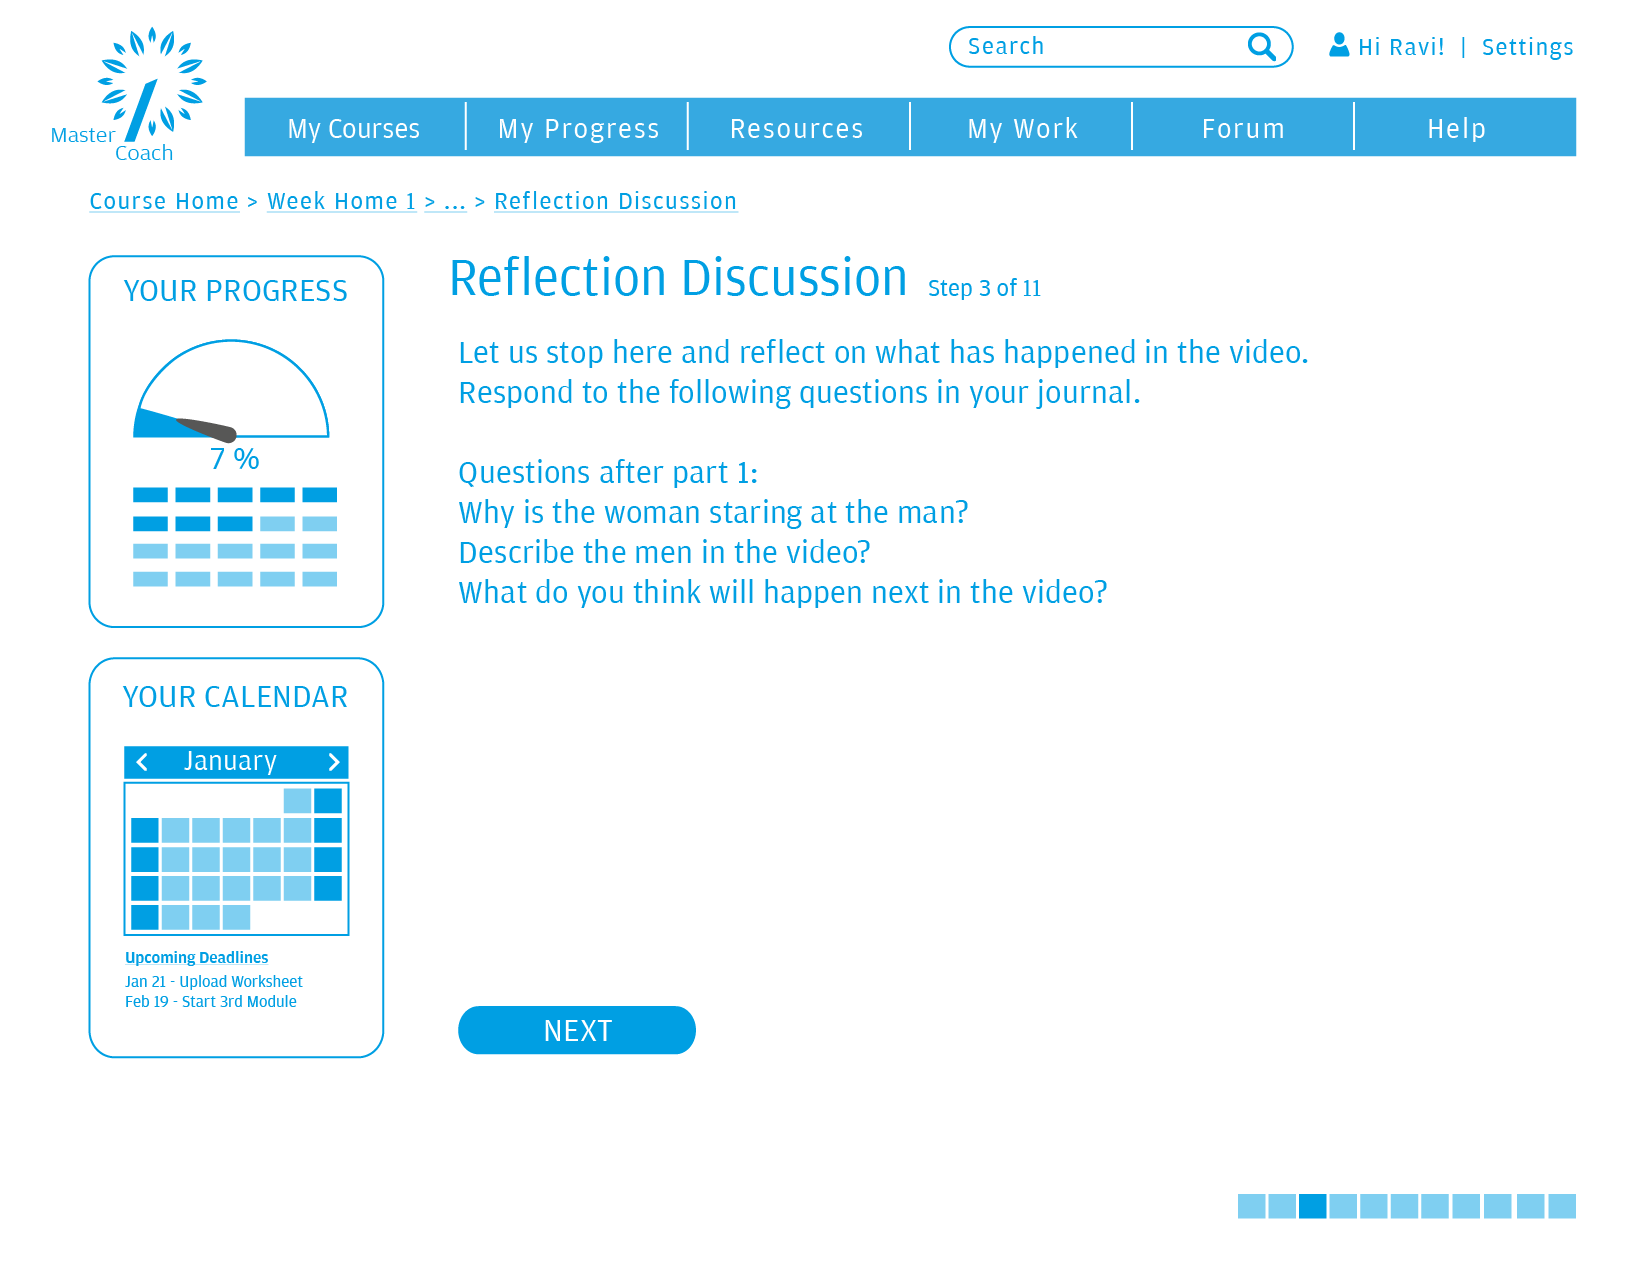 Master
Coach
Search
Hi Ravi! | Settings
My Courses
My Progress
Resources
My Work
Forum
Help
Course Home > Week Home 1 > ... > Reflection Discussion
YOUR PROGRESS
7 %
YOUR CALENDAR
January
Upcoming Deadlines
Jan 21 - Upload Worksheet
Feb 19 - Start 3rd Module
Reflection Discussion Step 3 of 11
Let us stop here and reflect on what has happened in the video.
Respond to the following questions in your journal.
Questions after part 1:
Why is the woman staring at the man?
Describe the men in the video?
What do you think will happen next in the video?
NEXT